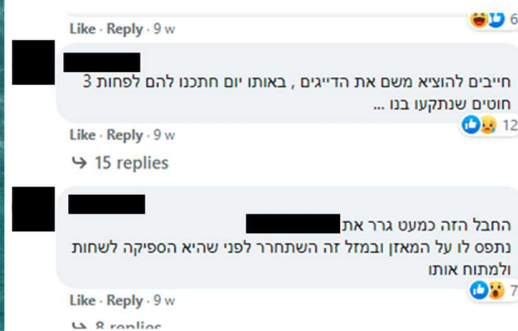 Like · Reply · 9 w
6
חייבים להוציא משם את הדייגים , באותו יום חתכנו להם לפחות 3
חוטים שנתקעו בנו ...
12
Like · Reply · 9 w
15 replies
החבל הזה כמעט גרר את
נתפס לו על המאזן ובמזל זה השתחרר לפני שהיא הספיקה לשחות
ולמתוח אותו
7
Like · Reply · 9 w
8 replies